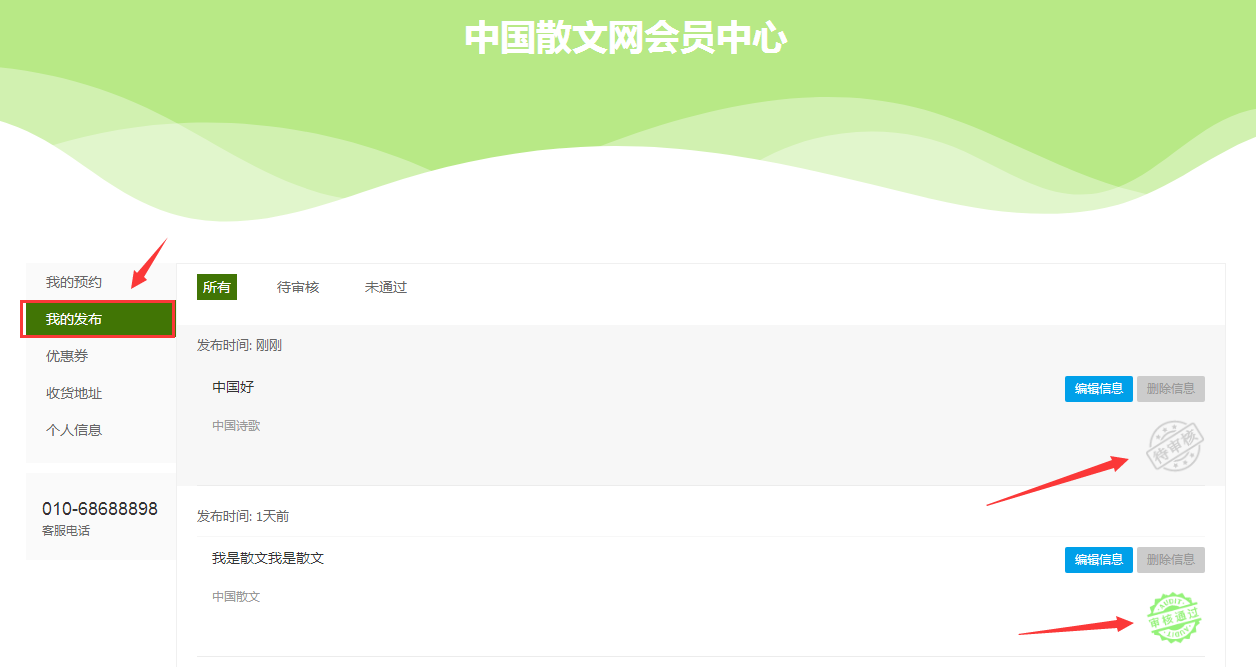 中国散文网会员中心
我的预约
我的发布
优惠券
收货地址
个人信息
010-68688898
客服电话
所有 待审核 未通过
发布时间: 刚刚
中国好
编辑信息 删除信息
中国诗歌
待审核
发布时间: 1天前
我是散文我是散文
编辑信息 删除信息
中国散文
AUDIT
审核通过
AUDIT